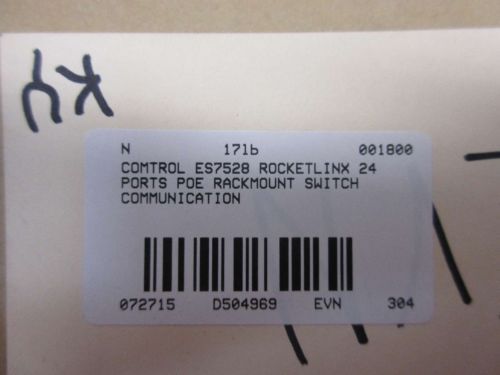 N 171b 001800
COMTROL ES7528 ROCKETLINX 24
PORTS POE RACKMOUNT SWITCH
COMMUNICATION
072715 D504969 EVN 304